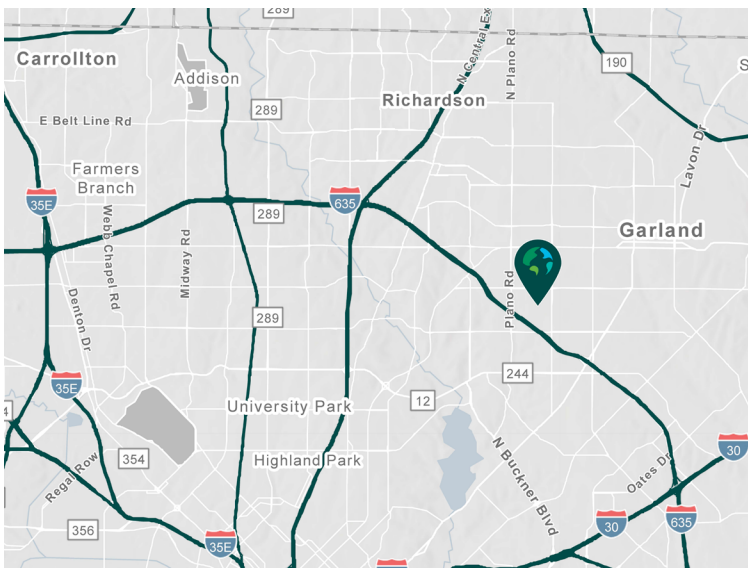 289
Carrollton
Addison
N Central Ex
N Plano Rd
190
S
289
Richardson
E Belt Line Rd
Lavon Dr
Farmers
Branch
35E
635
289
Webb Chapel Rd
Midway Rd
Garland
Denton Dr
Plano Rd
289
244
35E
12
University Park
4
354
Highland Park
Regal Row
N Buckner Blvd
Oates Dr
30
356
35E
30
635